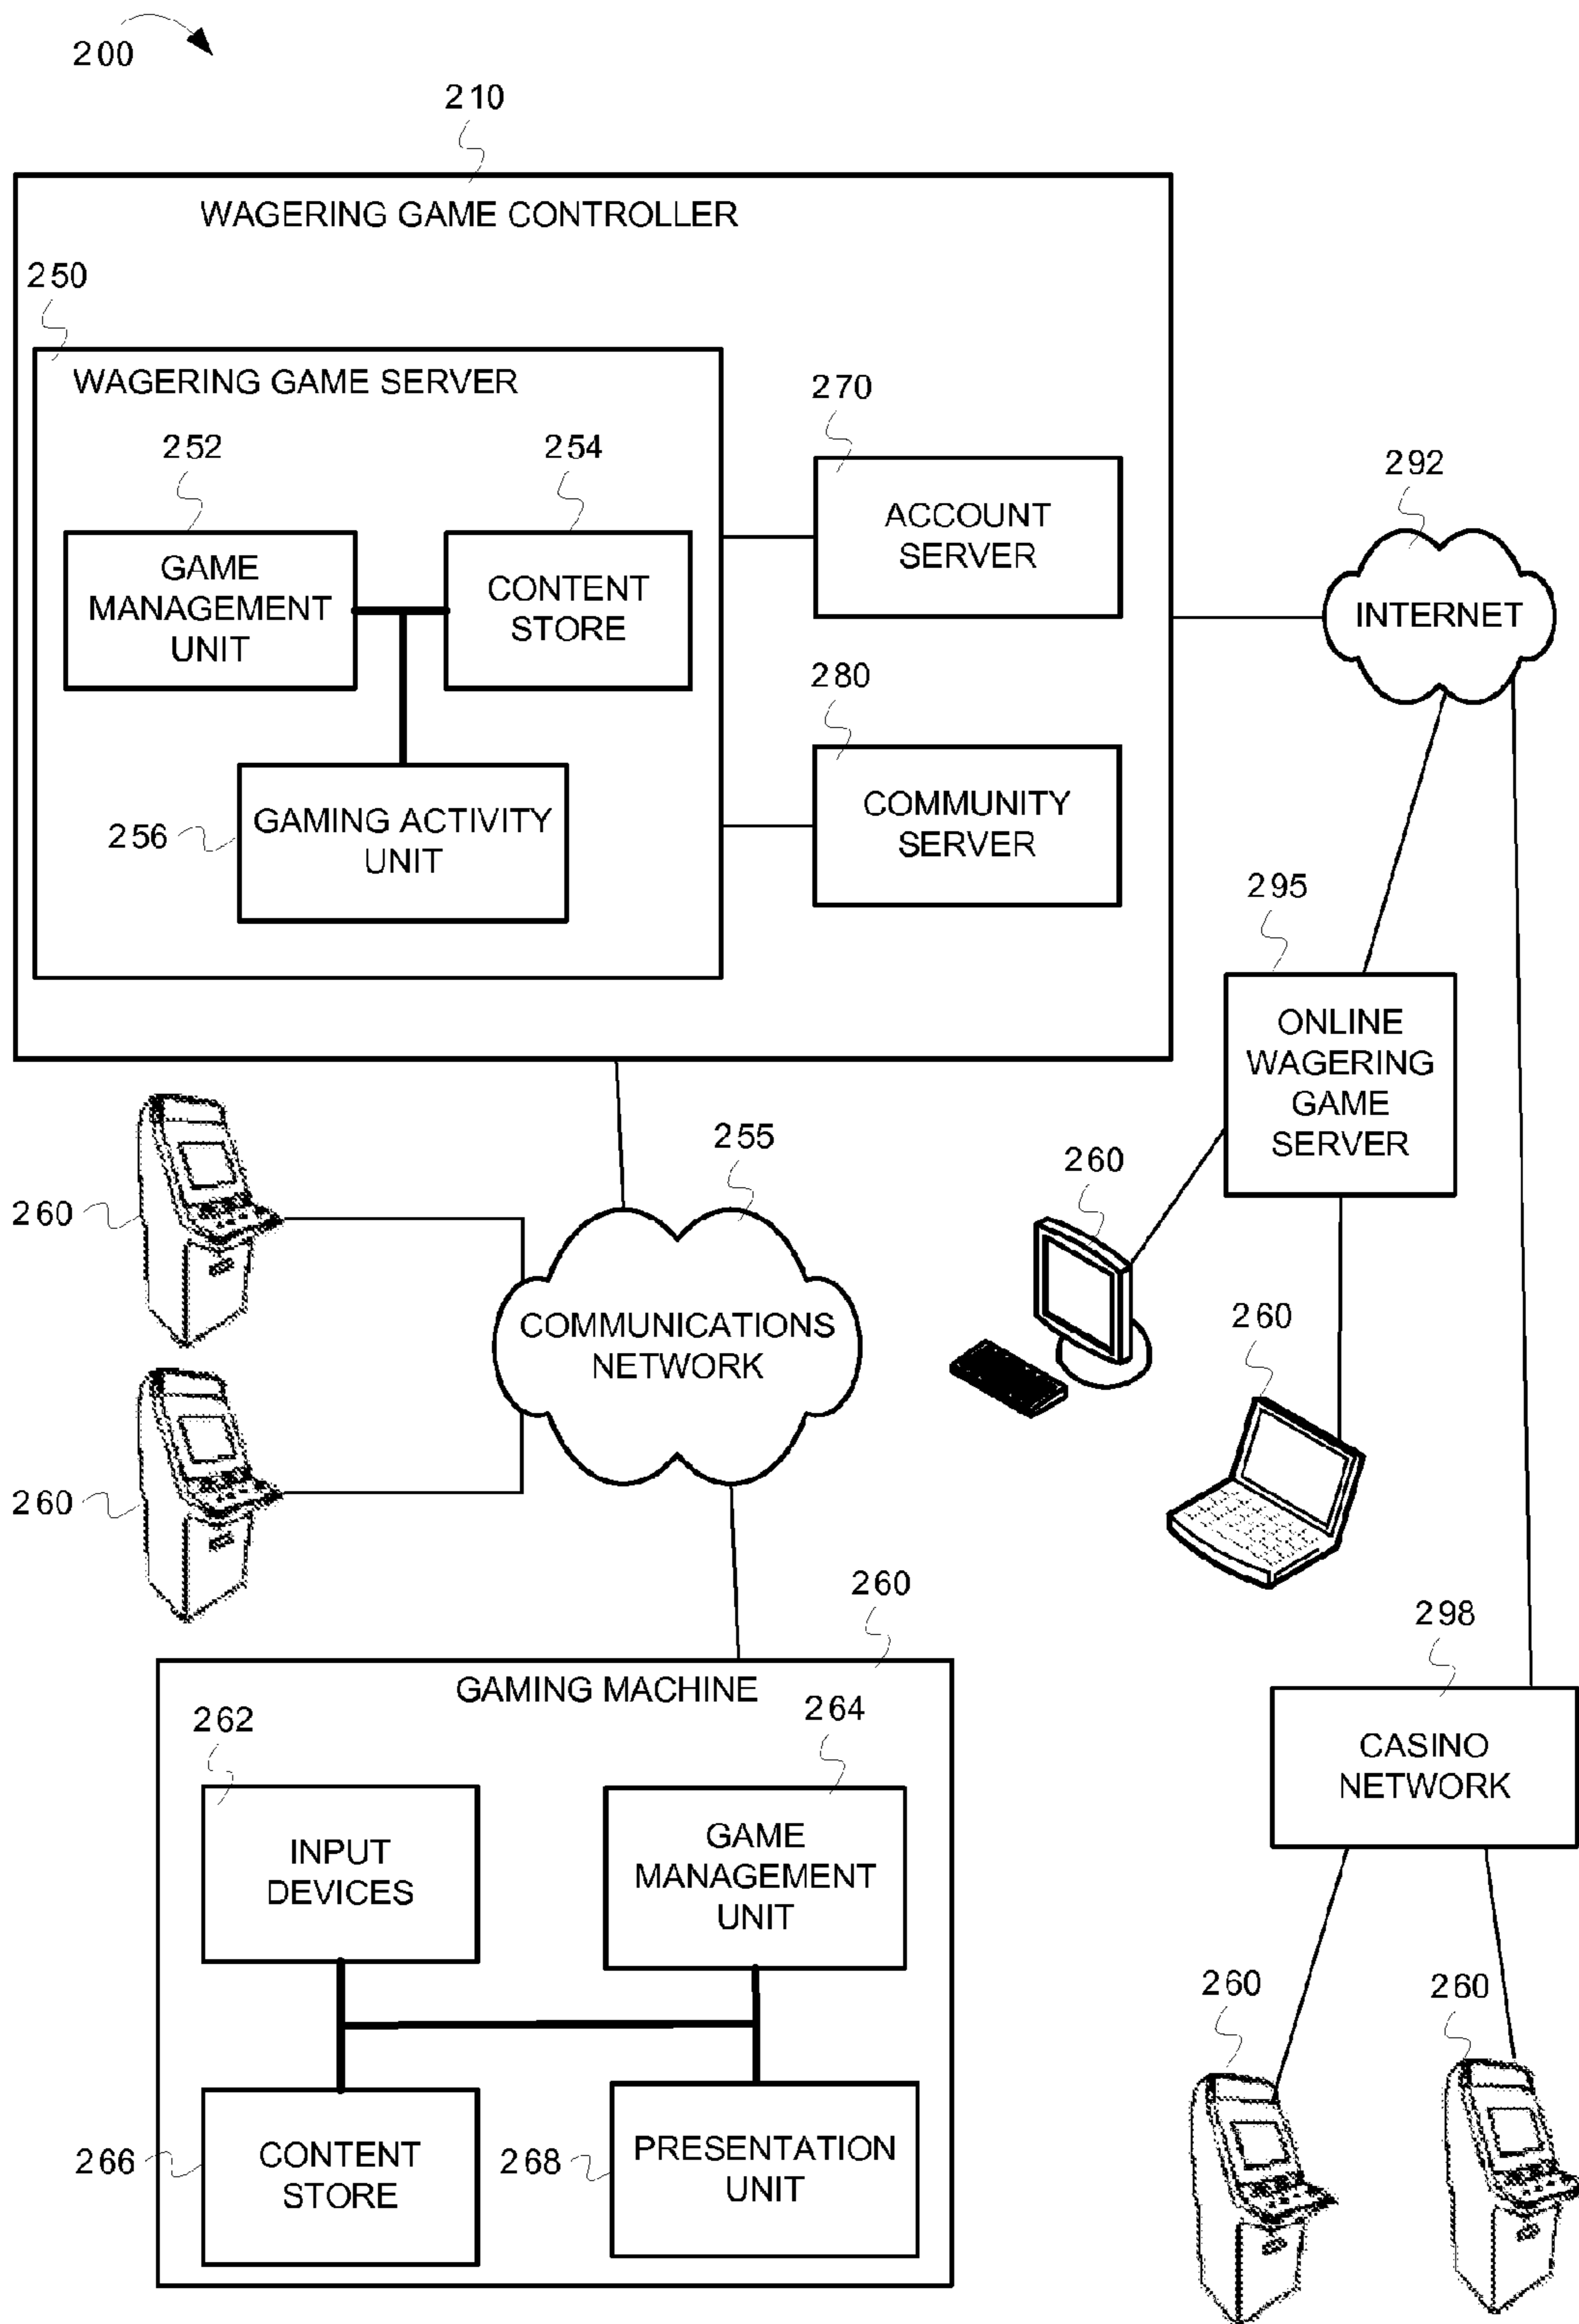 200
210
WAGERING GAME CONTROLLER
250
WAGERING GAME SERVER
252
254
GAME
MANAGEMENT
UNIT
CONTENT
STORE
256
GAMING ACTIVITY
UNIT
270
ACCOUNT
SERVER
280
COMMUNITY
SERVER
292
INTERNET
295
ONLINE
WAGERING
GAME
SERVER
260
260
255
COMMUNICATIONS
NETWORK
260
260
298
CASINO
NETWORK
260
260
260
GAMING MACHINE
262
INPUT
DEVICES
264
GAME
MANAGEMENT
UNIT
266
CONTENT
STORE
268
PRESENTATION
UNIT